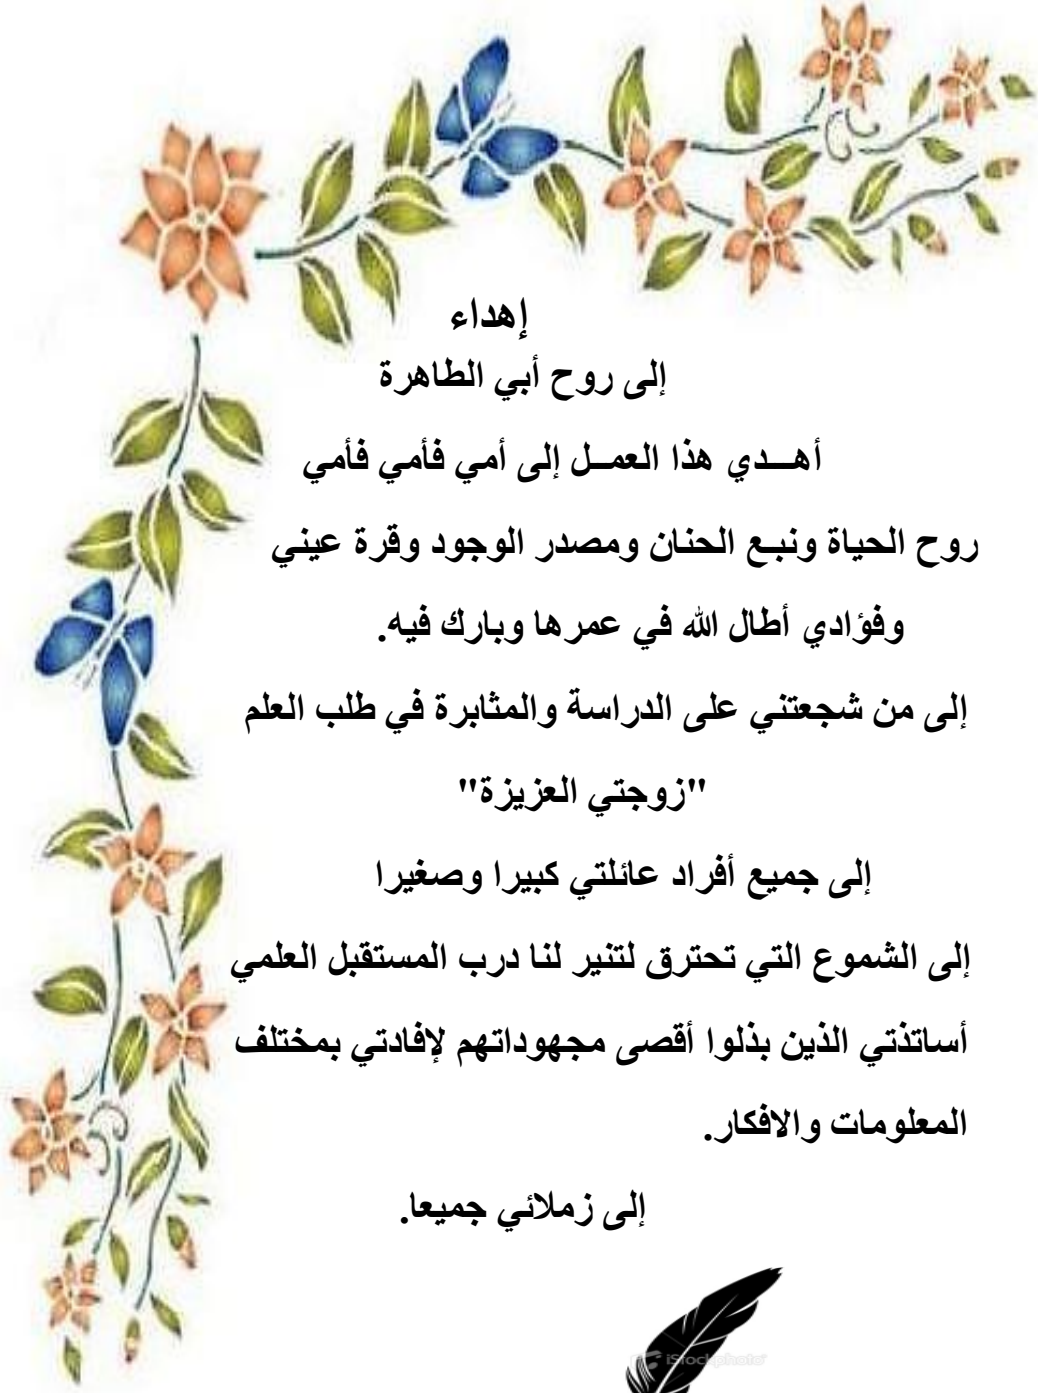 إهداء
إلى روح أبي الطاهرة
أهـــدي هذا العمــل إلى أمي فأمي فأمي
روح الحياة ونبـع الحنان ومصدر الوجود وقرة عيني
وفؤادي أطال الله في عمرها وبارك فيه.
إلى من شجعتني على الدراسة والمثابرة في طلب العلم
"زوجتي العزيزة"
إلى جميع أفراد عائلتي كبيرا وصغيرا
إلى الشموع التي تحترق لتنير لنا درب المستقبل العلمي
أساتذتي الذين بذلوا أقصى مجهوداتهم لإفادتي بمختلف
المعلومات والافكار.
إلى زملائي جميعا.
iStockphoto